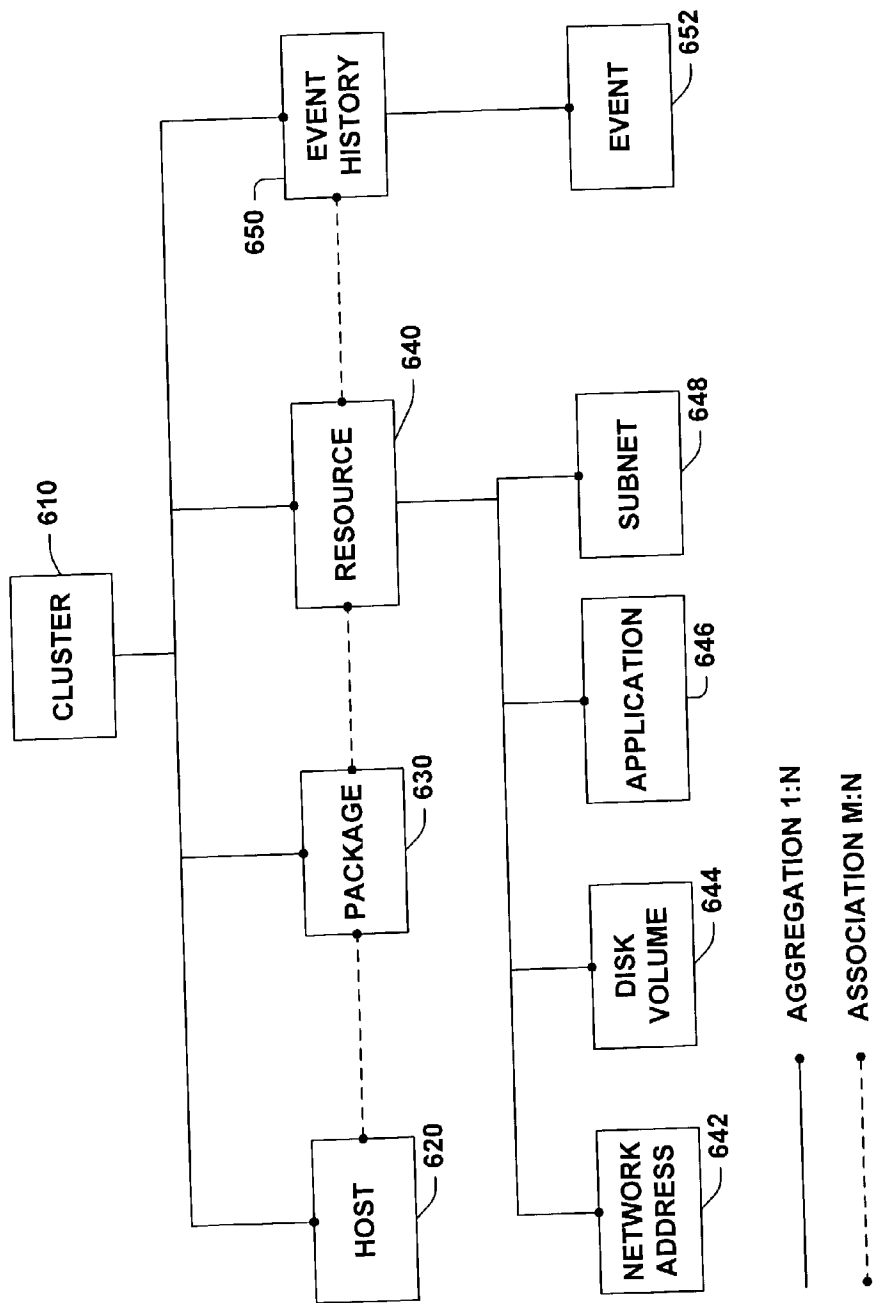 CLUSTER
610
HOST
620
PACKAGE
630
RESOURCE
640
EVENT
HISTORY
650
NETWORK
ADDRESS
642
DISK
VOLUME
644
APPLICATION
646
SUBNET
648
EVENT
652
AGGREGATION 1:N
ASSOCIATION M:N